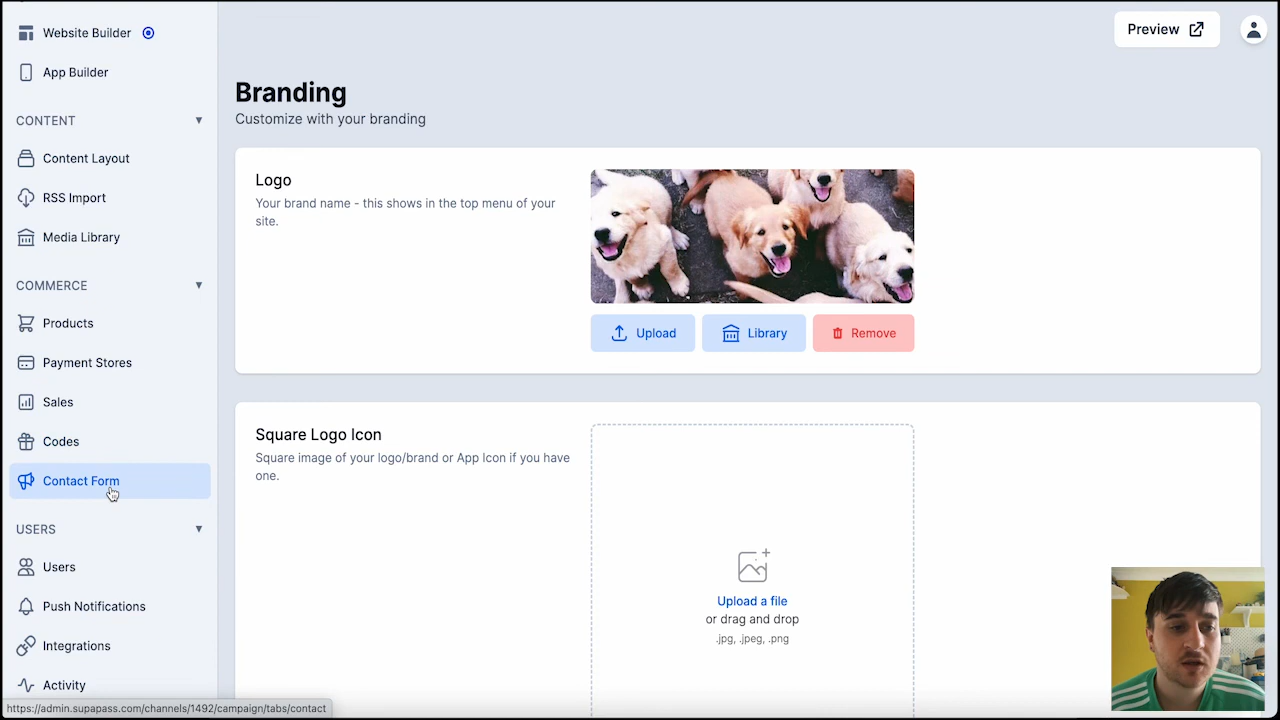 Website Builder
App Builder
CONTENT
Content Layout
RSS Import
Media Library
COMMERCE
Products
Payment Stores
Sales
Codes
Contact Form
USERS
Users
Push Notifications
Integrations
Activity
https://admin.supapass.com/channels/1492/campaign/tabs/contact
Preview
Branding
Customize with your branding
Logo
Your brand name - this shows in the top menu of your
site.
Upload
Library
Remove
Square Logo Icon
Square image of your logo/brand or App Icon if you have
one.
Upload a file
or drag and drop
.jpg, .jpeg, .png